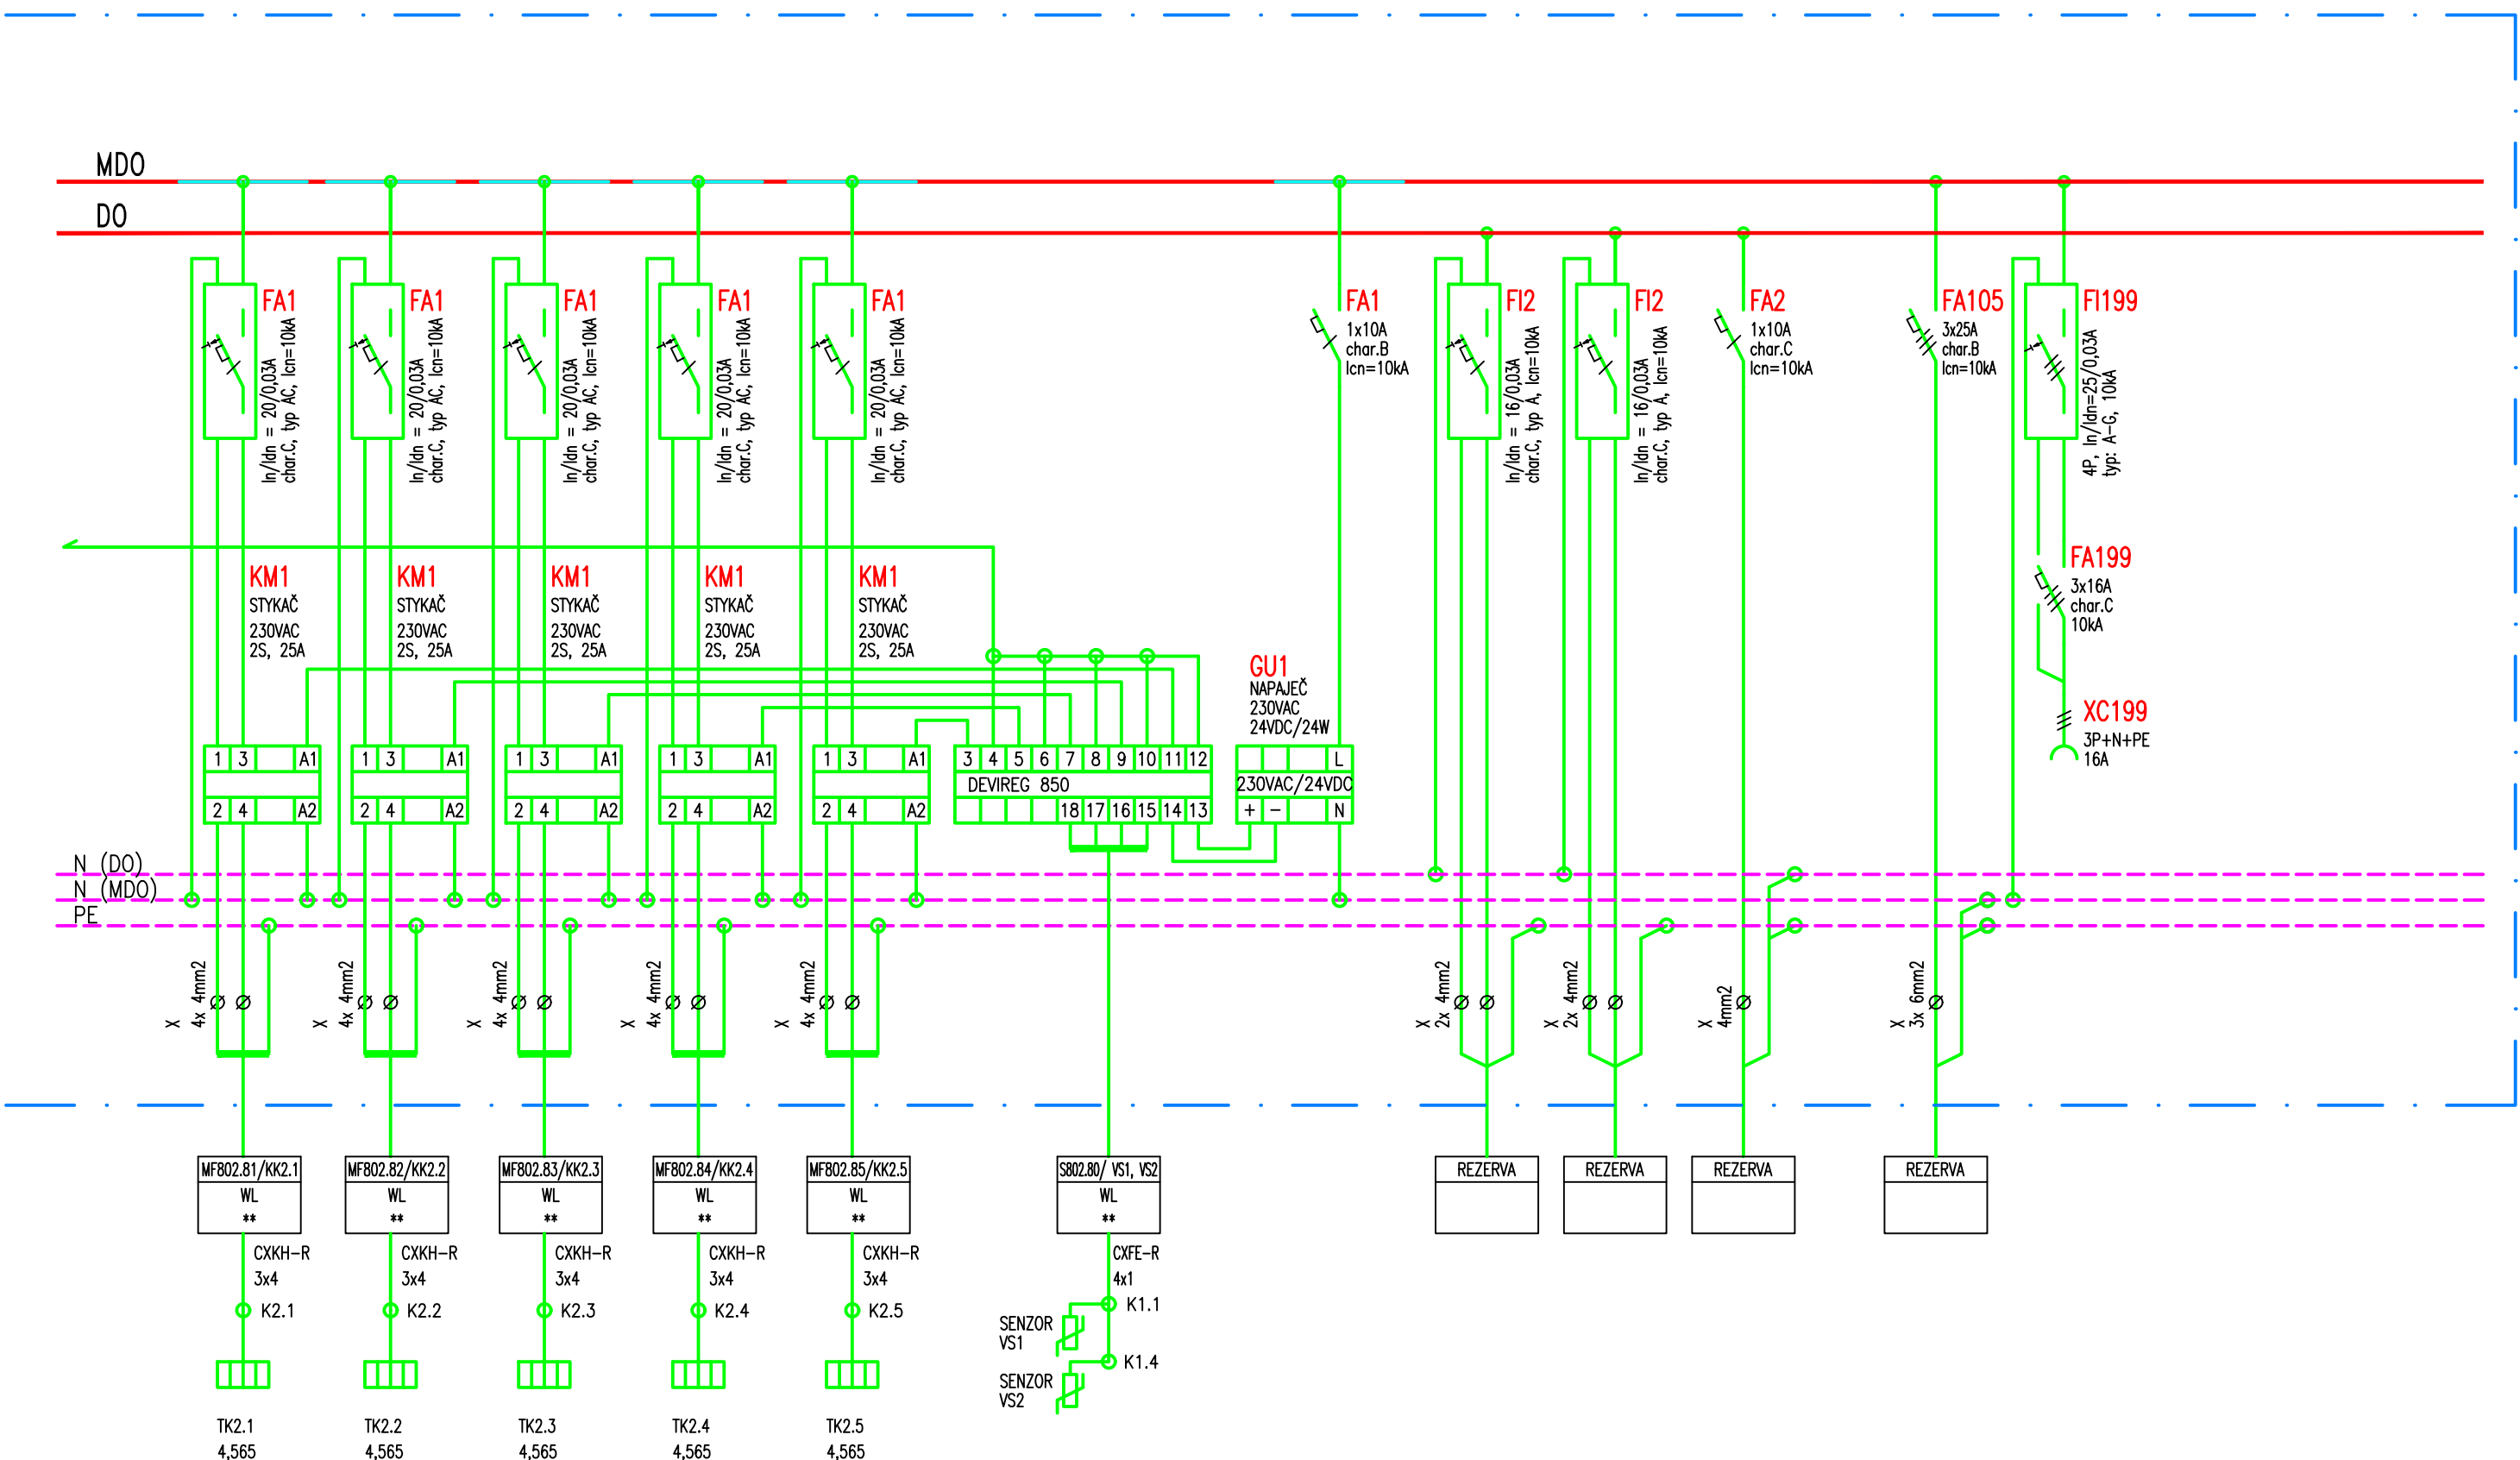 MDO
DO
FA1
In/Idn = 20/0,03A
char.C, typ AC, Icn=10kA
FA1
In/Idn = 20/0,03A
char.C, typ AC, Icn=10kA
FA1
In/Idn = 20/0,03A
char.C, typ AC, Icn=10kA
FA1
In/Idn = 20/0,03A
char.C, typ AC, Icn=10kA
FA1
In/Idn = 20/0,03A
char.C, typ AC, Icn=10kA
FA1
1x10A
char.B
Icn=10kA
FI2
In/Idn = 16/0,03A
char.C, typ A, Icn=10kA
FI2
In/Idn = 16/0,03A
char.C, typ A, Icn=10kA
FA2
1x10A
char.C
Icn=10kA
FA105
3x25A
char.B
Icn=10kA
FI199
4P, In/Idn=25/0,03A
typ: A-G, 10kA
FA199
3x16A
char.C
10kA
XC199
3P+N+PE
16A
KM1
STYKAČ
230VAC
2S, 25A
KM1
STYKAČ
230VAC
2S, 25A
KM1
STYKAČ
230VAC
2S, 25A
KM1
STYKAČ
230VAC
2S, 25A
KM1
STYKAČ
230VAC
2S, 25A
GU1
NAPAJEČ
230VAC
24VDC/24W
1 3 A1
2 4 A2
1 3 A1
2 4 A2
1 3 A1
2 4 A2
1 3 A1
2 4 A2
1 3 A1
2 4 A2
3 4 5 6 7 8 9 10 11 12
DEVIREG 850
18 17 16 15 14 13
L
230VAC/24VDC
+ − N
N (DO)
N (MDO)
PE
X
4x 4mm2
X
4x 4mm2
X
4x 4mm2
X
4x 4mm2
X
4x 4mm2
X
2x 4mm2
X
2x 4mm2
X
4mm2
X
3x 6mm2
MF802.81/KK2.1
WL
**
MF802.82/KK2.2
WL
**
MF802.83/KK2.3
WL
**
MF802.84/KK2.4
WL
**
MF802.85/KK2.5
WL
**
S802.80/ VS1, VS2
WL
**
REZERVA
REZERVA
REZERVA
REZERVA
CXKH-R
3x4
K2.1
CXKH-R
3x4
K2.2
CXKH-R
3x4
K2.3
CXKH-R
3x4
K2.4
CXKH-R
3x4
K2.5
CXFE-R
4x1
K1.1
SENZOR
VS1
K1.4
SENZOR
VS2
TK2.1
4,565
TK2.2
4,565
TK2.3
4,565
TK2.4
4,565
TK2.5
4,565